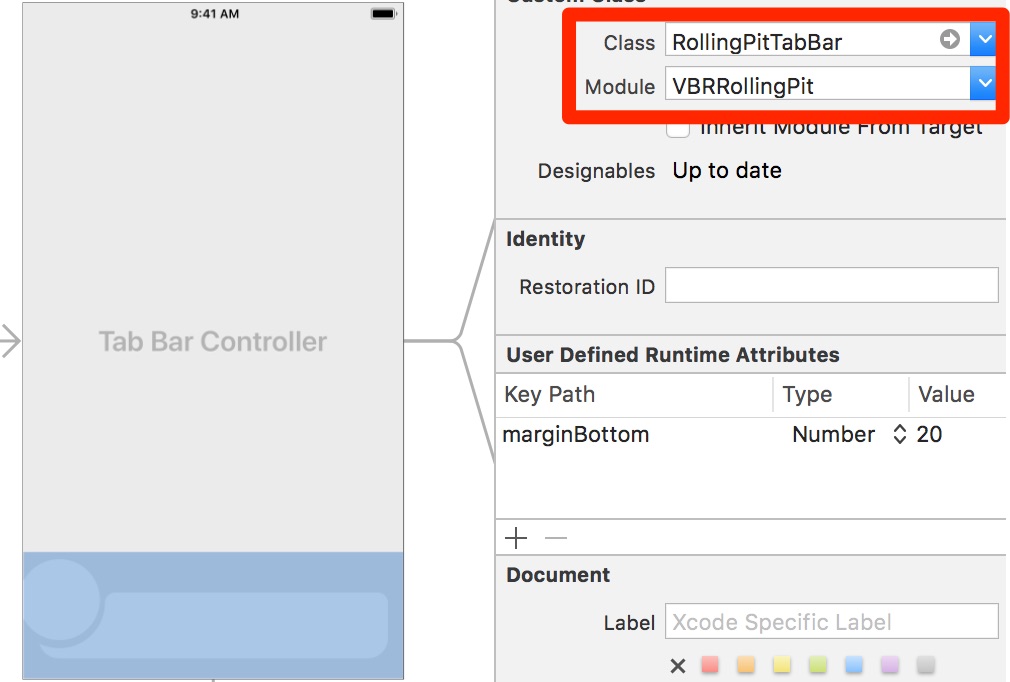 9:41 AM
Tab Bar Controller
Custom Class
Class RollingPitTabBar
Module VBRRollingPit
Inherit Module From Target
Designables Up to date
Identity
Restoration ID
User Defined Runtime Attributes
Key Path Type Value
marginBottom Number 20
Document
Label Xcode Specific Label